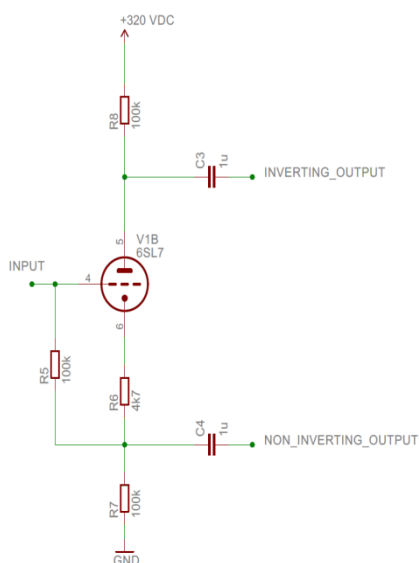 +320 VDC
R8
100k
C3
1u
INVERTING_OUTPUT
5
V1B
6SL7
INPUT
4
6
R5
100k
R6
4k7
C4
1u
NON_INVERTING_OUTPUT
R7
100k
GND